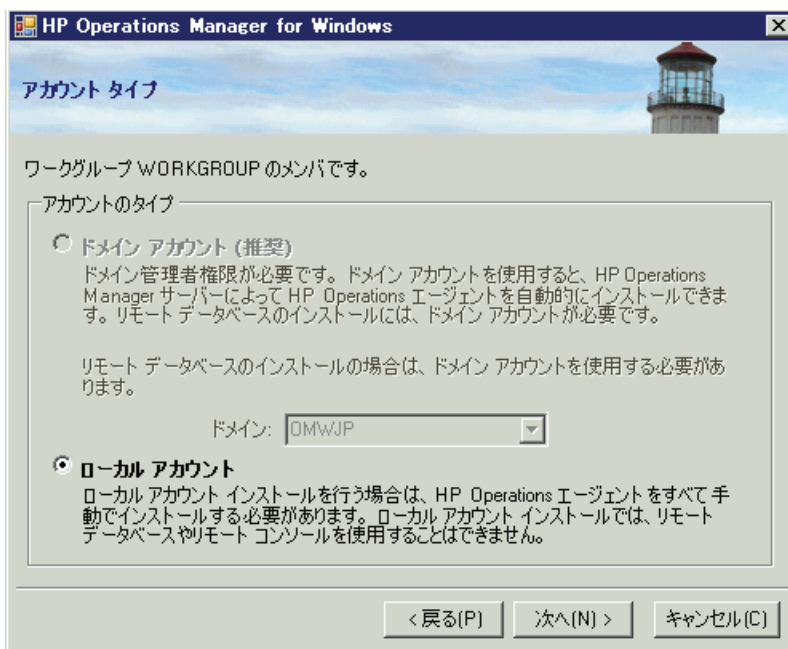 HP Operations Manager for Windows
アカウント タイプ
ワークグループ WORKGROUP のメンバです。
アカウントのタイプ
ドメイン アカウント (推奨)
ドメイン管理者権限が必要です。ドメイン アカウントを使用すると、HP Operations
Manager サーバーによって HP Operations エージェントを自動的にインストールできま
す。リモート データベースのインストールには、ドメイン アカウントが必要です。
リモート データベースのインストールの場合は、ドメイン アカウントを使用する必要があ
ります。
ドメイン: OMWJP
ローカル アカウント
ローカル アカウント インストールを行う場合は、HP Operations エージェントをすべて手
動でインストールする必要があります。ローカル アカウント インストールでは、リモート
データベースやリモート コンソールを使用することはできません。
< 戻る(P) 次へ(N) > キャンセル(C)